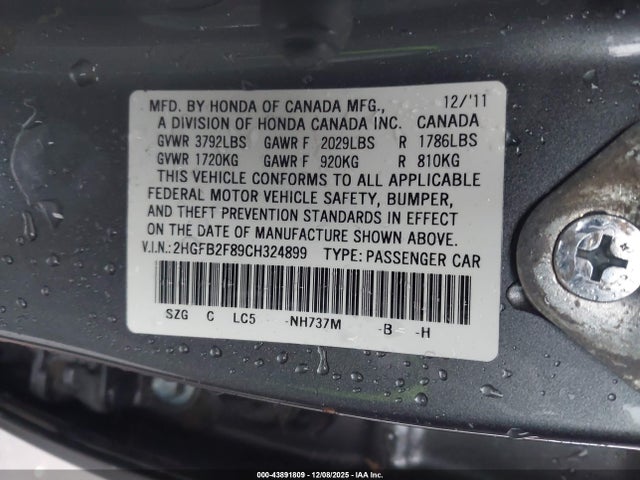 MFD. BY HONDA OF CANADA MFG., 12/'11
A DIVISION OF HONDA CANADA INC. CANADA
GVWR 3792LBS GAWR F 2029LBS R 1786LBS
GVWR 1720KG GAWR F 920KG R 810KG
THIS VEHICLE CONFORMS TO ALL APPLICABLE
FEDERAL MOTOR VEHICLE SAFETY, BUMPER,
AND THEFT PREVENTION STANDARDS IN EFFECT
ON THE DATE OF MANUFACTURE SHOWN ABOVE.
V.I.N.: 2HGFB2F89CH324899 TYPE: PASSENGER CAR
SZG C LC5 -NH737M -B -H
000-43891809 | 12/08/2025 - IAA Inc.